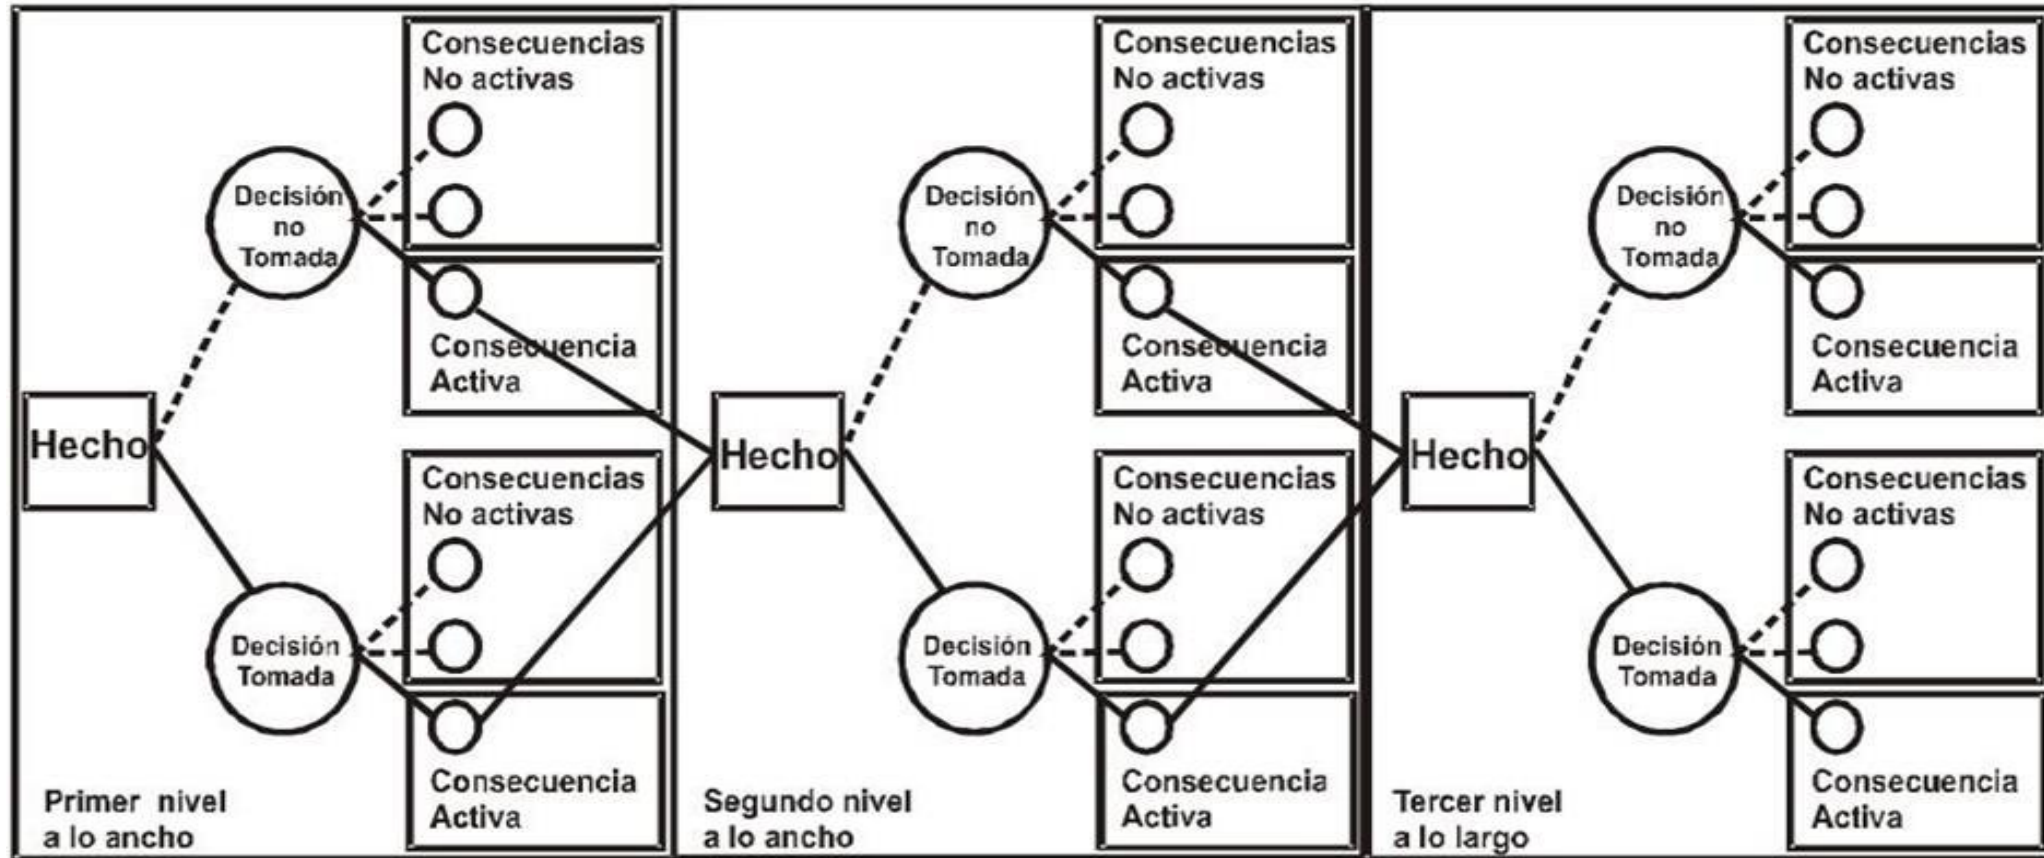 Consecuencias
No activas
Decisión
no
Tomada
Consecuencia
Activa
Hecho
Consecuencias
No activas
Decisión
Tomada
Consecuencia
Activa
Primer nivel
a lo ancho
Consecuencias
No activas
Decisión
no
Tomada
Consecuencia
Activa
Hecho
Consecuencias
No activas
Decisión
Tomada
Consecuencia
Activa
Segundo nivel
a lo ancho
Consecuencias
No activas
Decisión
no
Tomada
Consecuencia
Activa
Hecho
Consecuencias
No activas
Decisión
Tomada
Consecuencia
Activa
Tercer nivel
a lo largo